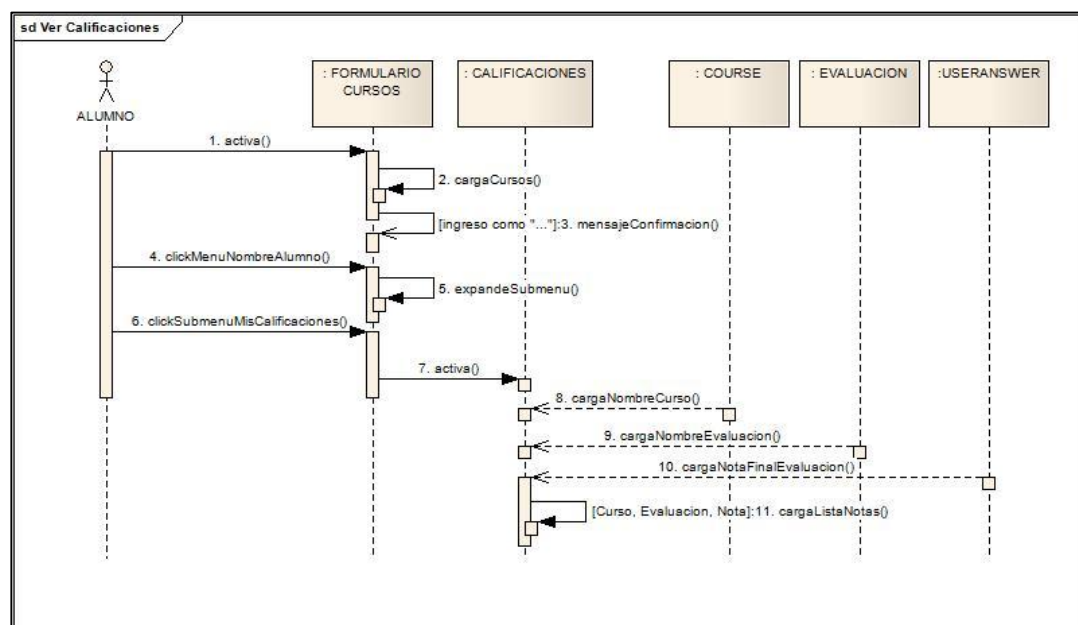 sd Ver Calificaciones
ALUMNO
: FORMULARIO
CURSOS
: CALIFICACIONES
: COURSE
: EVALUACION
:USERANSWER
1. activa()
2. cargaCursos()
[ingreso como "..."]:3. mensajeConfirmacion()
4. clickMenuNombreAlumno()
5. expandeSubmenu()
6. clickSubmenuMisCalificaciones()
7. activa()
8. cargaNombreCurso()
9. cargaNombreEvaluacion()
10. cargaNotaFinalEvaluacion()
[Curso, Evaluacion, Nota]:11. cargaListaNotas()